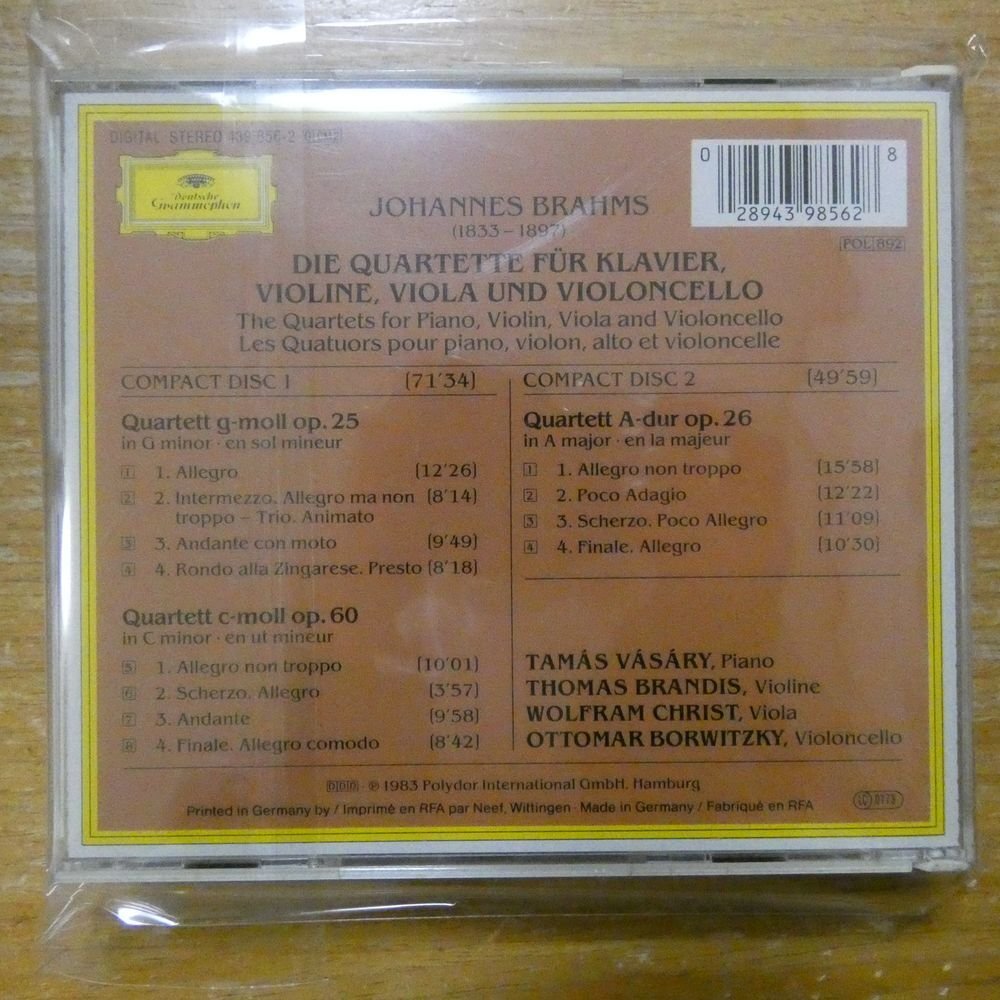 DIGITAL STEREO 439 856-2 GH2
Deutsche
Grammophon
0 28943 98562 8
POL 892
JOHANNES BRAHMS
(1833–1897)
DIE QUARTETTE FÜR KLAVIER,
VIOLINE, VIOLA UND VIOLONCELLO
The Quartets for Piano, Violin, Viola and Violoncello
Les Quatuors pour piano, violon, alto et violoncelle
COMPACT DISC 1 (71'34)
Quartett g-moll op. 25
in G minor · en sol mineur
1 1. Allegro (12'26)
2 2. Intermezzo. Allegro ma non (8'14)
troppo – Trio. Animato
3 3. Andante con moto (9'49)
4 4. Rondo alla Zingarese. Presto (8'18)
Quartett c-moll op. 60
in C minor · en ut mineur
5 1. Allegro non troppo (10'01)
6 2. Scherzo. Allegro (3'57)
7 3. Andante (9'58)
8 4. Finale. Allegro comodo (8'42)
COMPACT DISC 2 (49'59)
Quartett A-dur op. 26
in A major · en la majeur
1 1. Allegro non troppo (15'58)
2 2. Poco Adagio (12'22)
3 3. Scherzo. Poco Allegro (11'09)
4 4. Finale. Allegro (10'30)
TAMÁS VÁSÁRY, Piano
THOMAS BRANDIS, Violine
WOLFRAM CHRIST, Viola
OTTOMAR BORWITZKY, Violoncello
DDD · ℗ 1983 Polydor International GmbH, Hamburg
Printed in Germany by / Imprimé en RFA par Neef, Wittingen · Made in Germany / Fabriqué en RFA
LC 0173